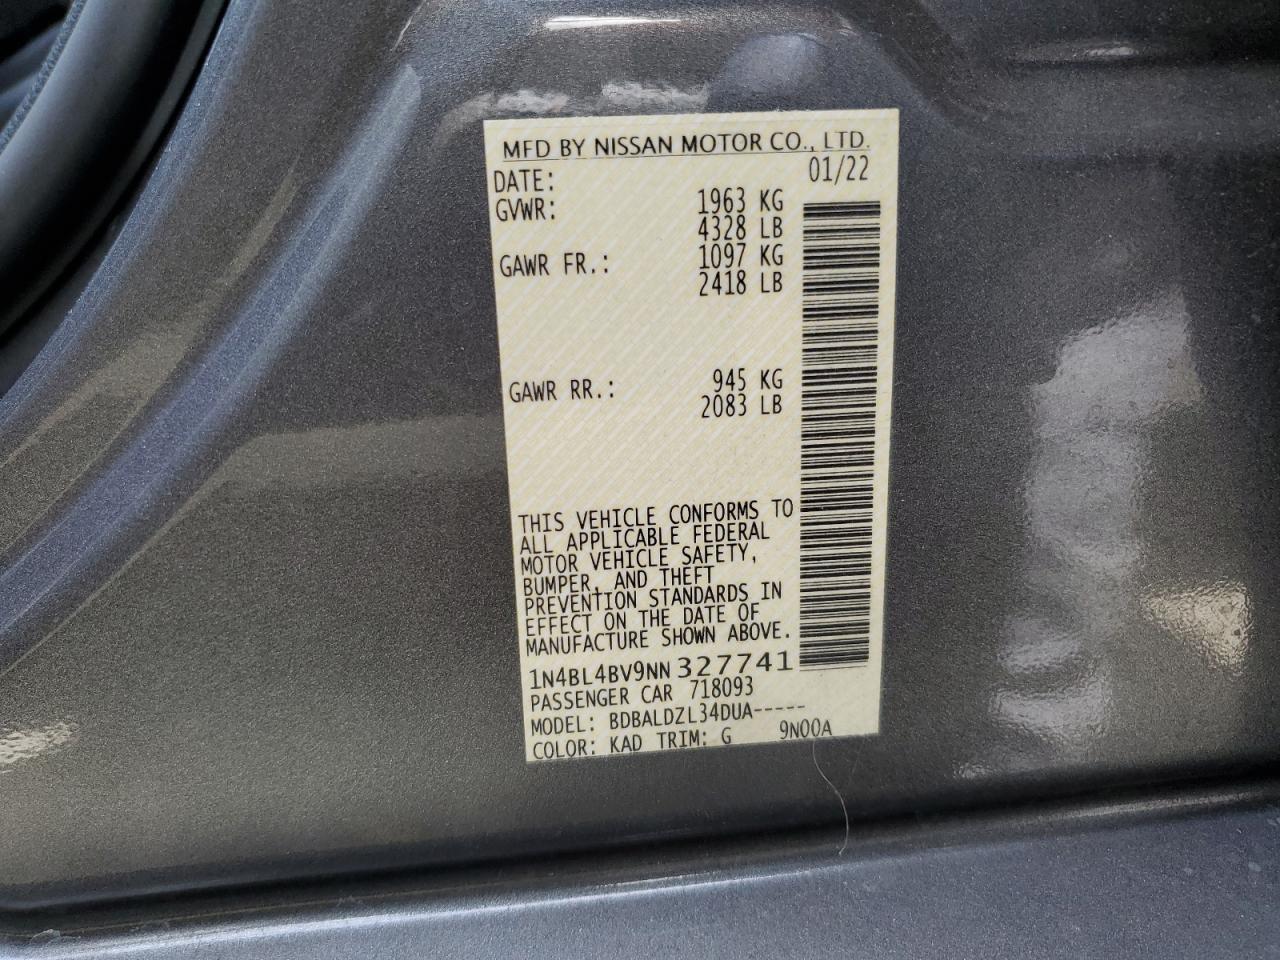 MFD BY NISSAN MOTOR CO., LTD.
DATE: 01/22
GVWR: 1963 KG
4328 LB
GAWR FR.: 1097 KG
2418 LB
GAWR RR.: 945 KG
2083 LB
THIS VEHICLE CONFORMS TO
ALL APPLICABLE FEDERAL
MOTOR VEHICLE SAFETY,
BUMPER, AND THEFT
PREVENTION STANDARDS IN
EFFECT ON THE DATE OF
MANUFACTURE SHOWN ABOVE.
1N4BL4BV9NN327741
PASSENGER CAR 718093
MODEL: BDBALDZL34DUA-----
COLOR: KAD TRIM: G 9N00A